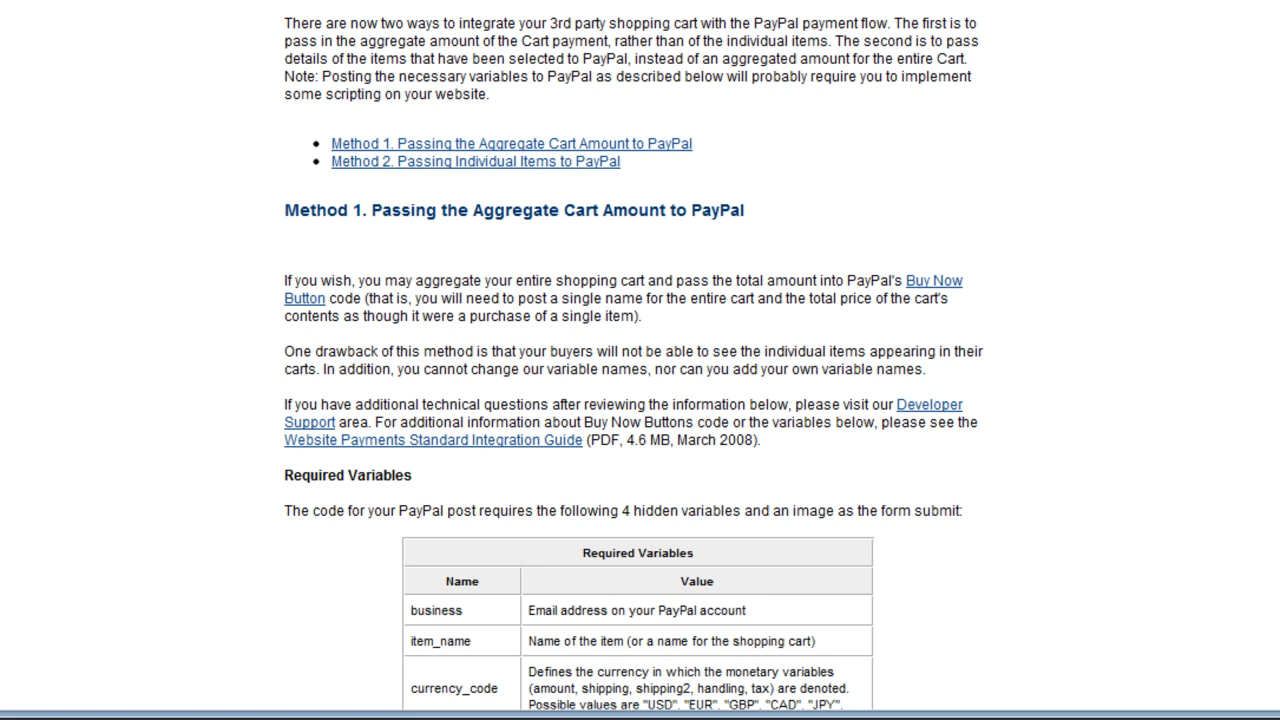 There are now two ways to integrate your 3rd party shopping cart with the PayPal payment flow. The first is to
pass in the aggregate amount of the Cart payment, rather than of the individual items. The second is to pass
details of the items that have been selected to PayPal, instead of an aggregated amount for the entire Cart.
Note: Posting the necessary variables to PayPal as described below will probably require you to implement
some scripting on your website.
• Method 1. Passing the Aggregate Cart Amount to PayPal
• Method 2. Passing Individual Items to PayPal
Method 1. Passing the Aggregate Cart Amount to PayPal
If you wish, you may aggregate your entire shopping cart and pass the total amount into PayPal's Buy Now
Button code (that is, you will need to post a single name for the entire cart and the total price of the cart's
contents as though it were a purchase of a single item).
One drawback of this method is that your buyers will not be able to see the individual items appearing in their
carts. In addition, you cannot change our variable names, nor can you add your own variable names.
If you have additional technical questions after reviewing the information below, please visit our Developer
Support area. For additional information about Buy Now Buttons code or the variables below, please see the
Website Payments Standard Integration Guide (PDF, 4.6 MB, March 2008).
Required Variables
The code for your PayPal post requires the following 4 hidden variables and an image as the form submit:
Required Variables
Name Value
business Email address on your PayPal account
item_name Name of the item (or a name for the shopping cart)
currency_code Defines the currency in which the monetary variables
(amount, shipping, shipping2, handling, tax) are denoted.
Possible values are "USD", "EUR", "GBP", "CAD", "JPY".